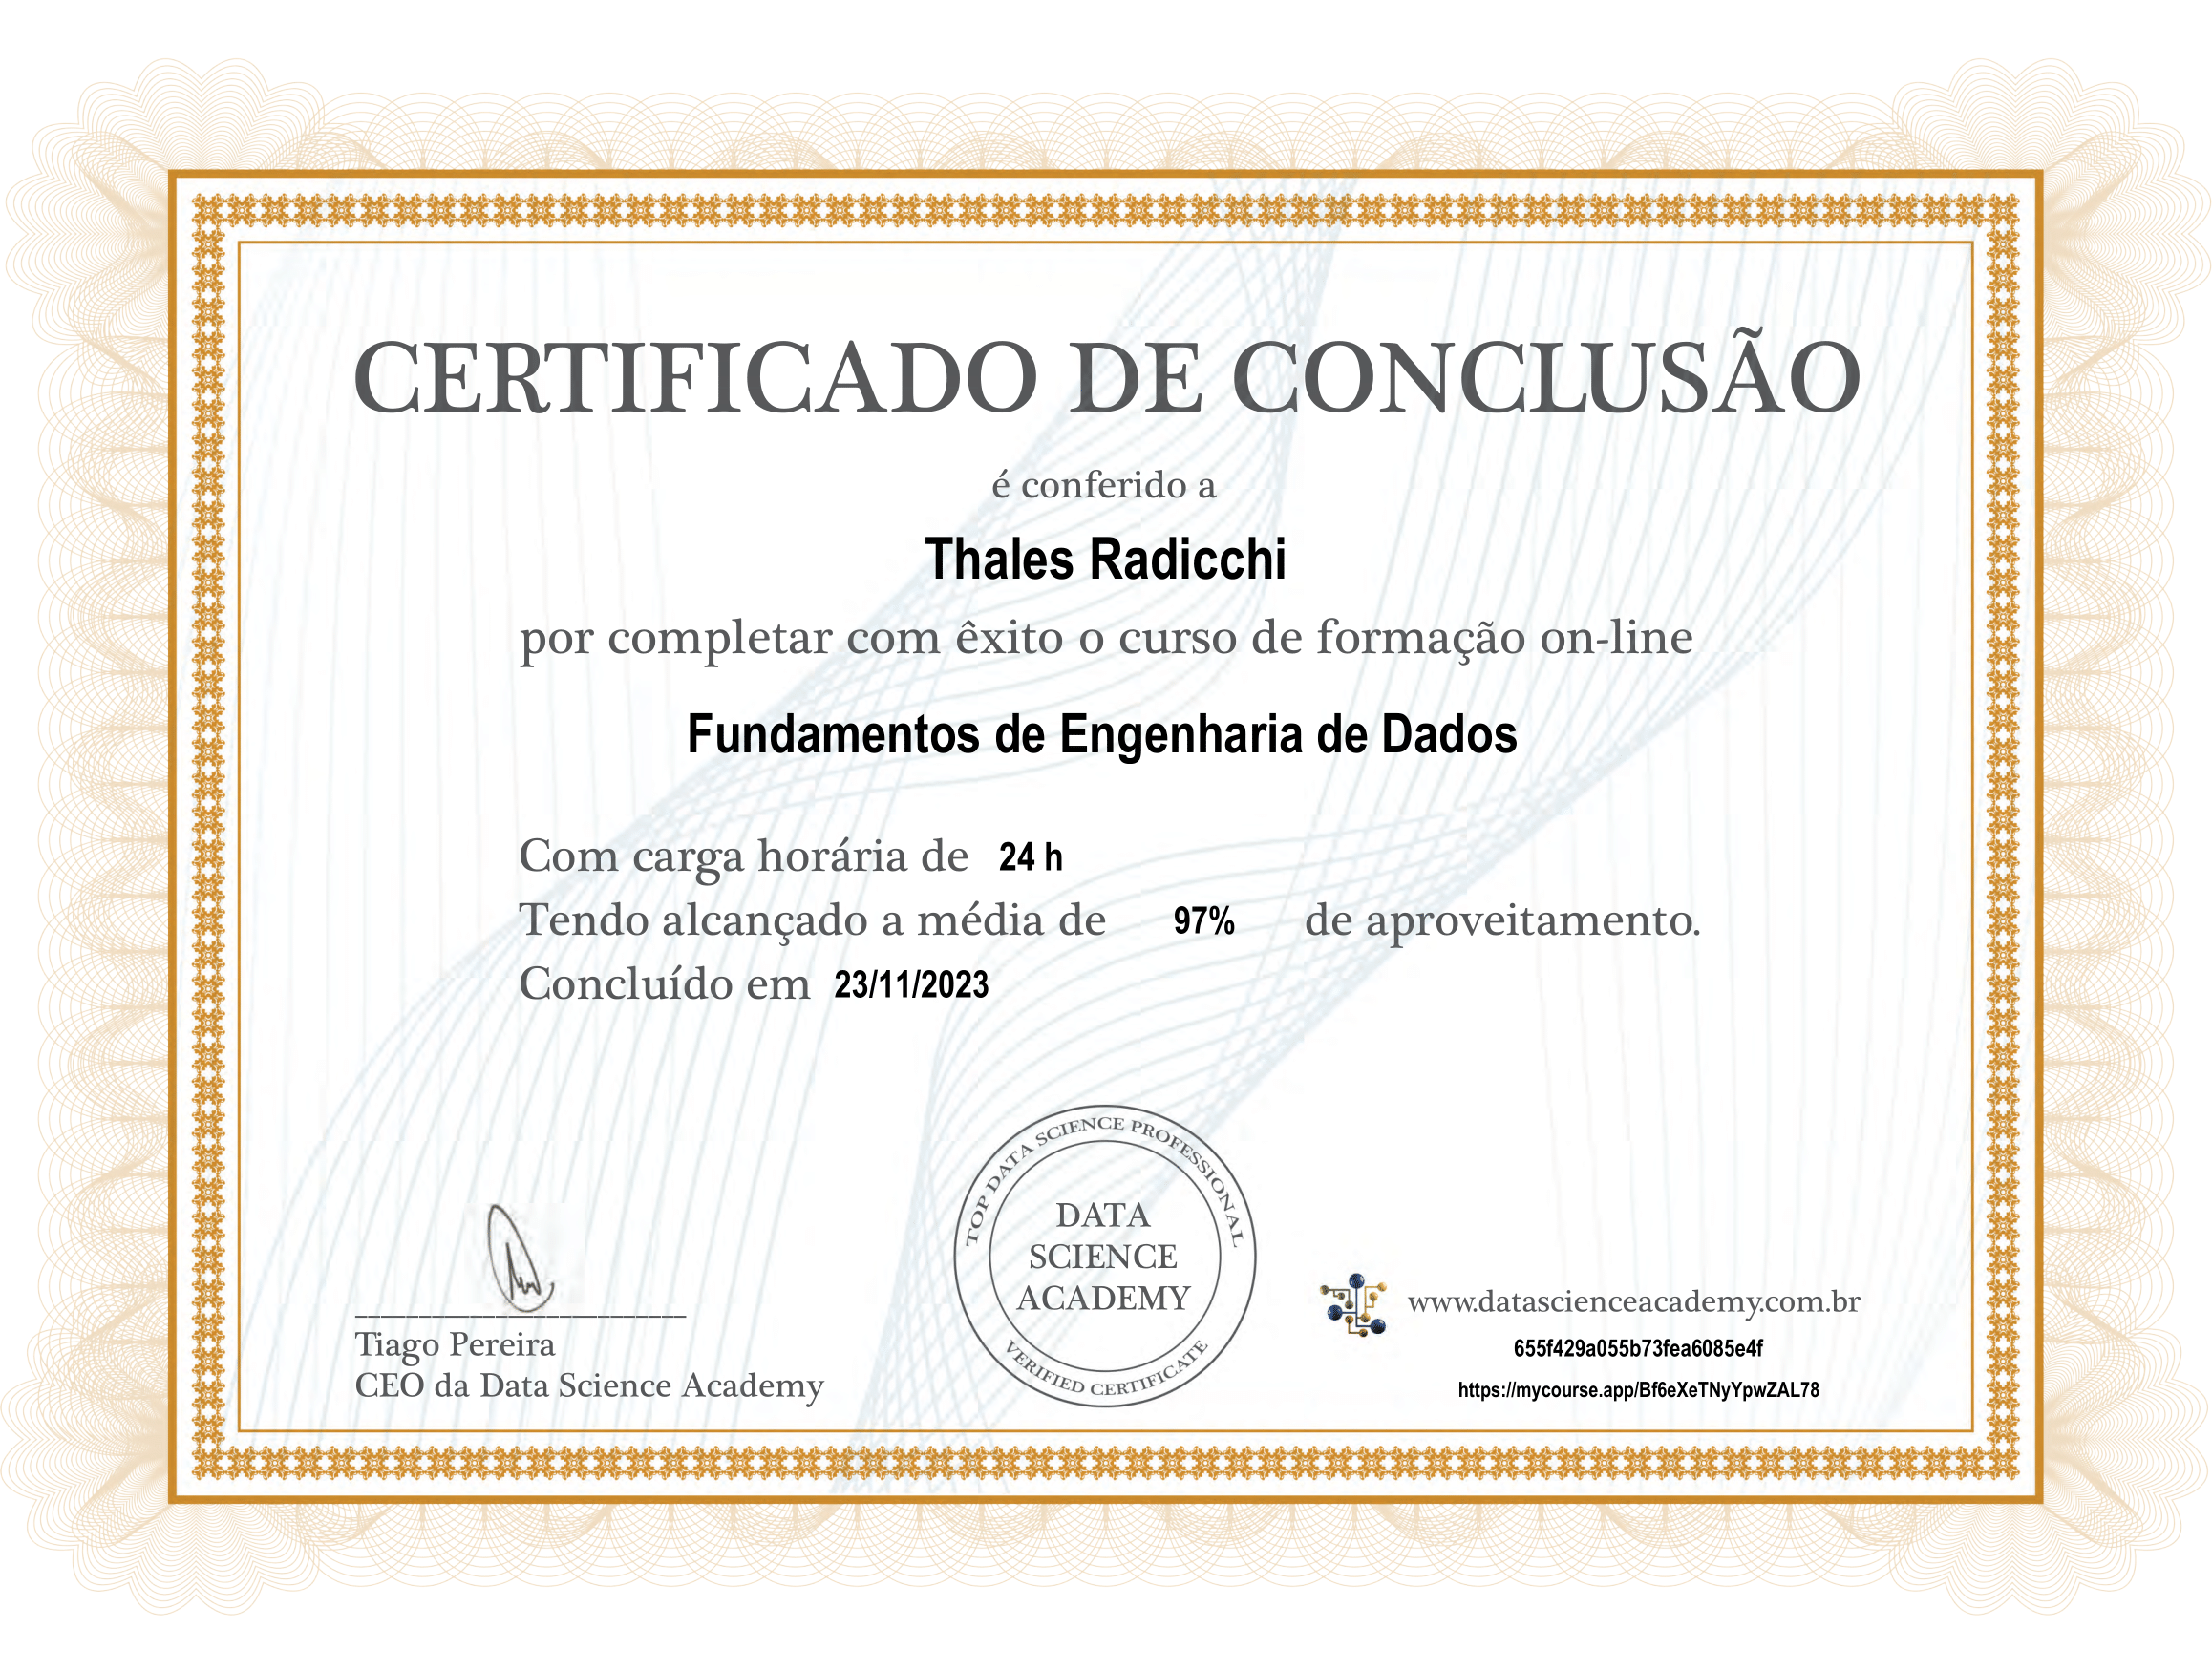 CERTIFICADO DE CONCLUSÃO
é conferido a
Thales Radicchi
por completar com êxito o curso de formação on-line
Fundamentos de Engenharia de Dados
Com carga horária de 24 h
Tendo alcançado a média de 97% de aproveitamento.
Concluído em 23/11/2023
TOP DATA SCIENCE PROFESSIONAL
DATA
SCIENCE
ACADEMY
VERIFIED CERTIFICATE
Tiago Pereira
CEO da Data Science Academy
www.datascienceacademy.com.br
655f429a055b73fea6085e4f
https://mycourse.app/Bf6eXeTNyYpwZAL78